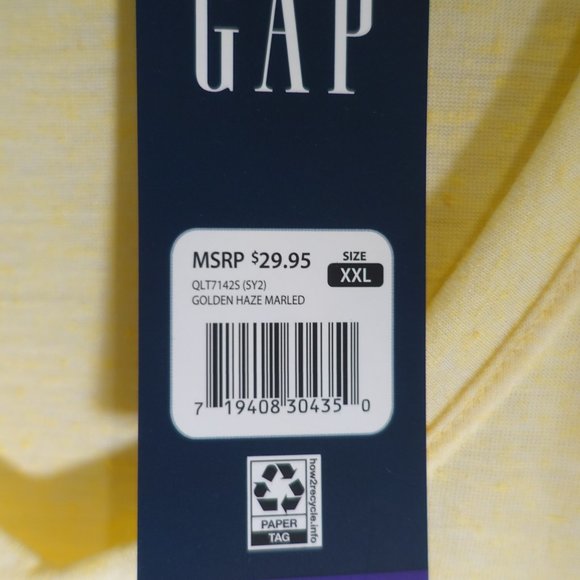 GAP
MSRP $29.95
SIZE
XXL
QLT7142S (SY2)
GOLDEN HAZE MARLED
7 19408 30435 0
how2recycle.info
PAPER
TAG